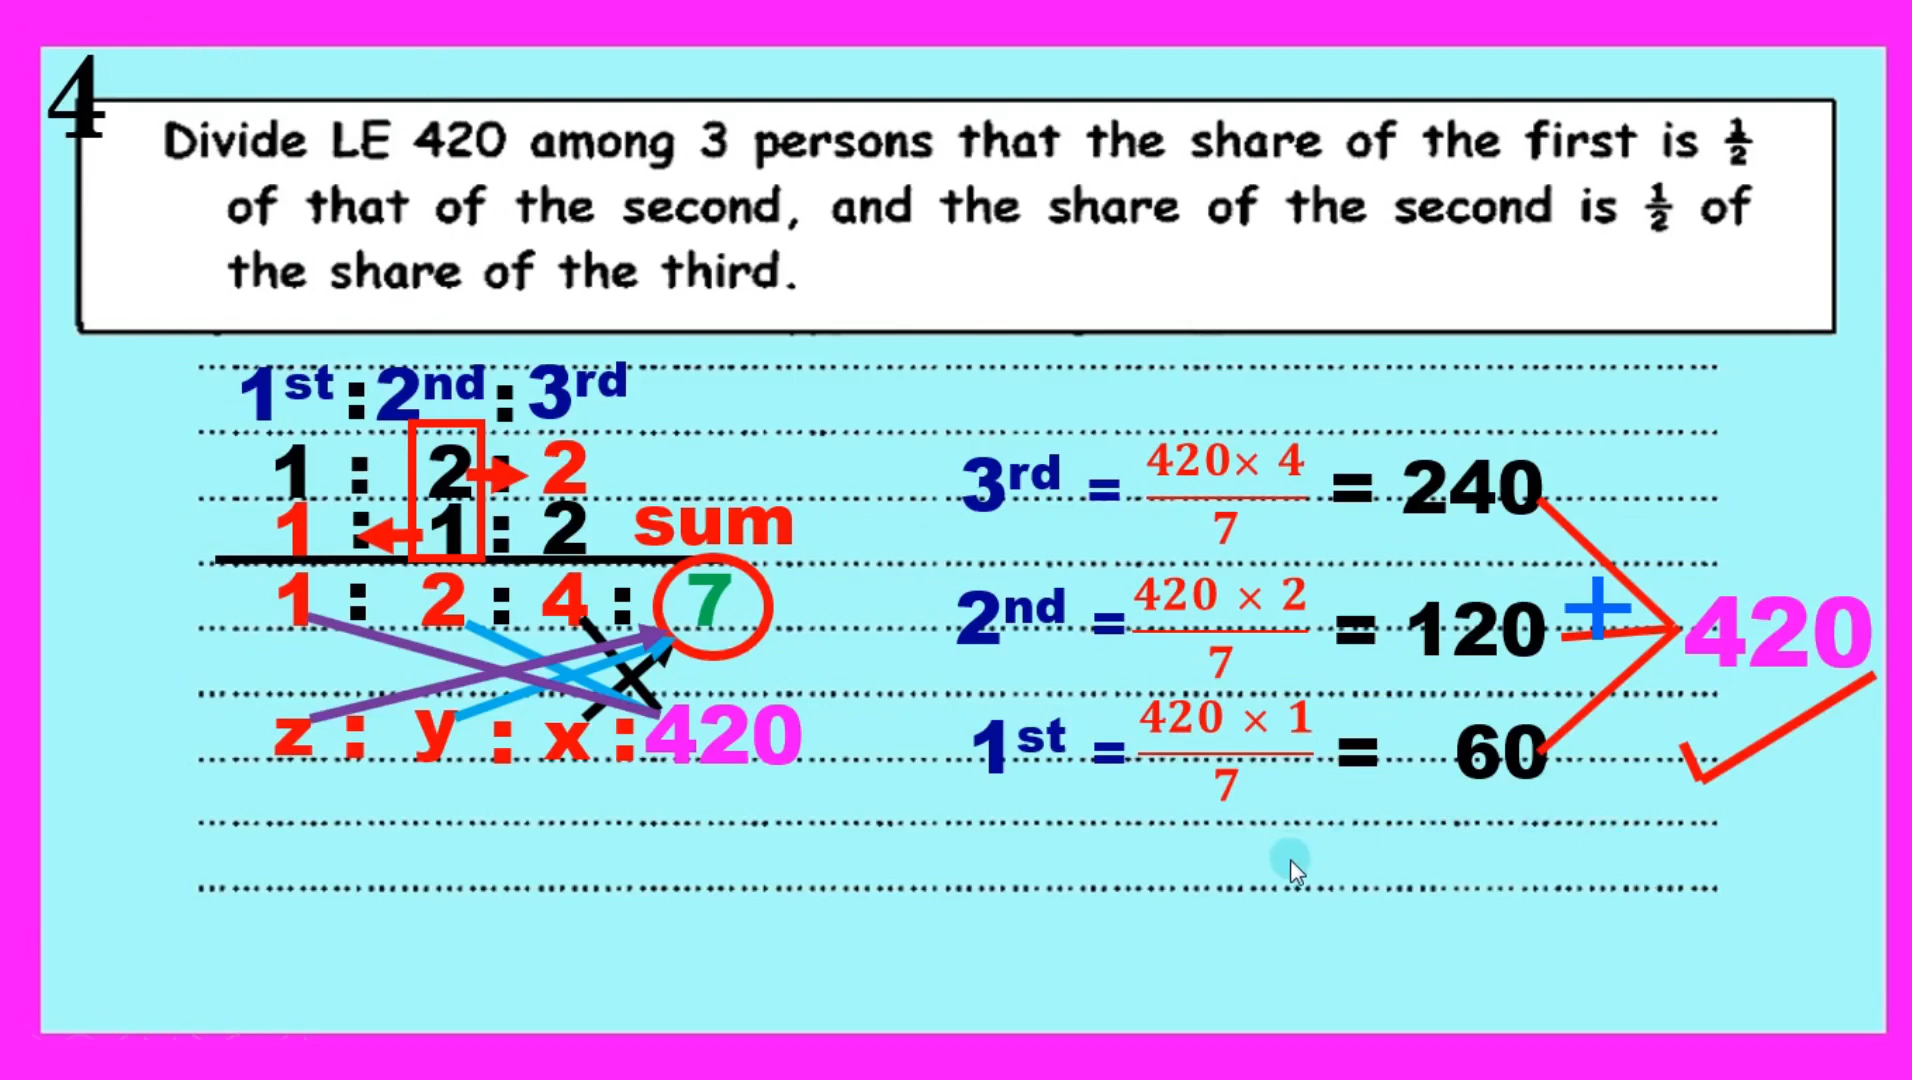 4
Divide LE 420 among 3 persons that the share of the first is ½
of that of the second, and the share of the second is ½ of
the share of the third.
1st : 2nd : 3rd
1 : 2 : 2
1 : 1 : 2 sum
1 : 2 : 4 : 7
z : y : x : 420
3rd = 420× 4 / 7 = 240
2nd = 420 × 2 / 7 = 120 + 420
1st = 420 × 1 / 7 = 60